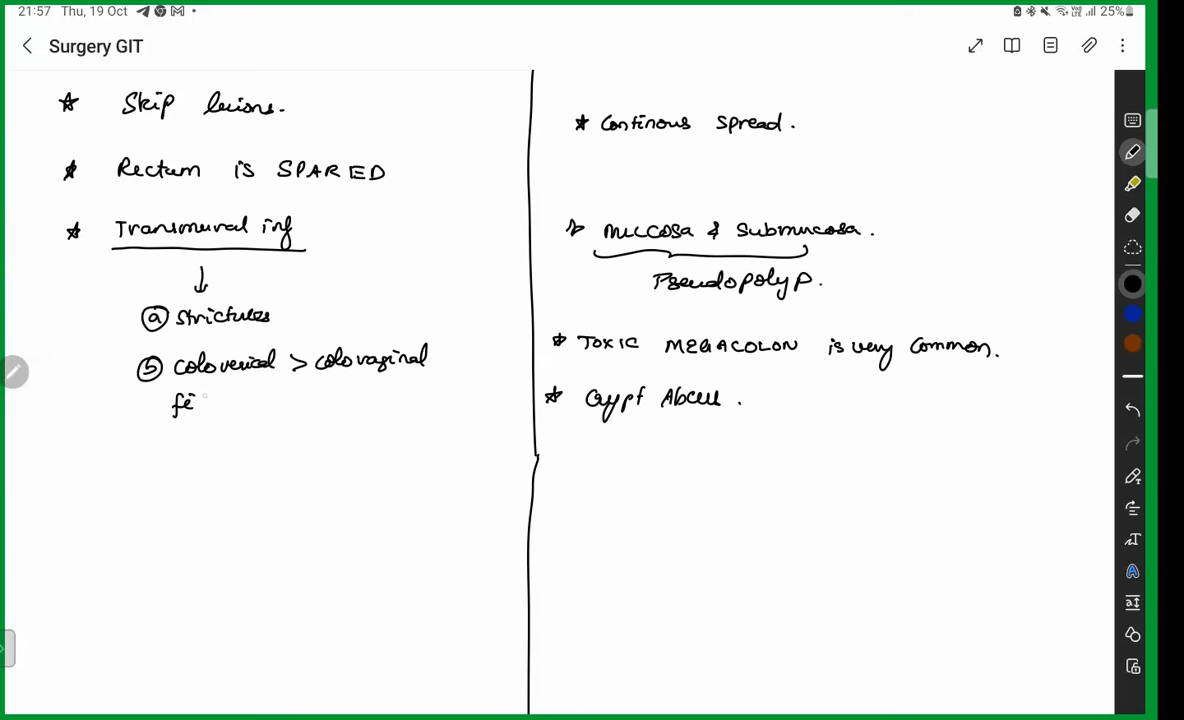 21:57 Thu, 19 Oct
25%
Surgery GIT
☆ Skip lesions.
☆ Rectum is SPARED
☆ Transmural inf
↓
ⓐ strictures
ⓑ colovesical > colovaginal
fi
☆ Continous spread.
☆ Muccosa & Submucosa.
Pseudopolyp.
☆ TOXIC MEGACOLON is very common.
☆ Crypt Abcess.